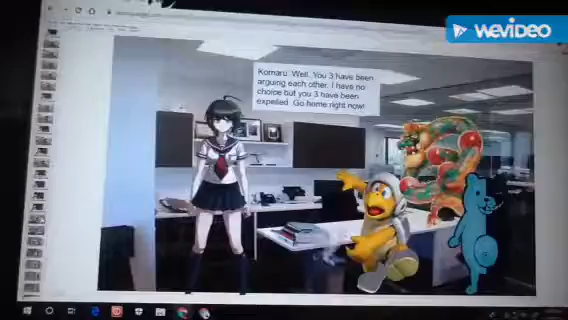 WEVIDEO
Komaru: Well. You 3 have been
arguing each other. I have no
choice but you 3 have been
expelled. Go home right now!